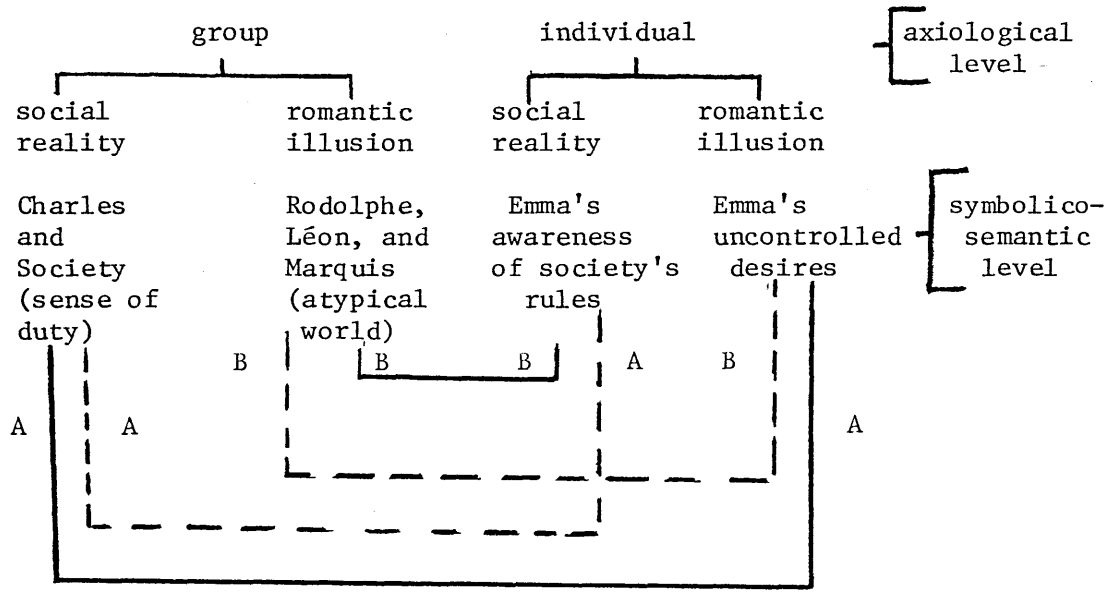 group individual axiological
level
social romantic social romantic
reality illusion reality illusion
Charles Rodolphe, Emma's Emma's symbolico-
and Léon, and awareness uncontrolled semantic
Society Marquis of society's desires level
(sense of (atypical rules
duty) world)
B B B A B
A A A